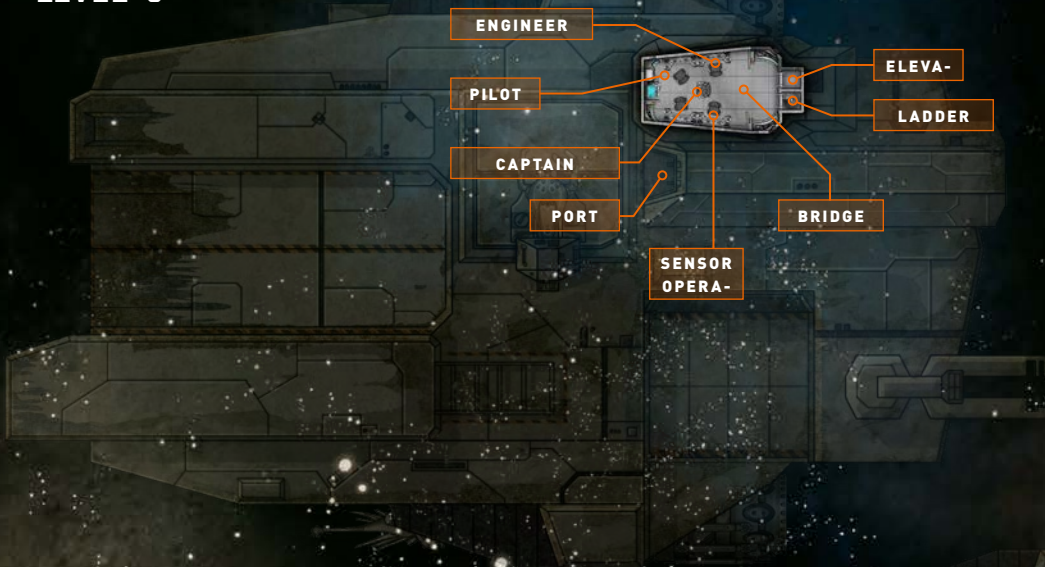 ENGINEER
ELEVA-
PILOT
LADDER
CAPTAIN
PORT
BRIDGE
SENSOR
OPERA-